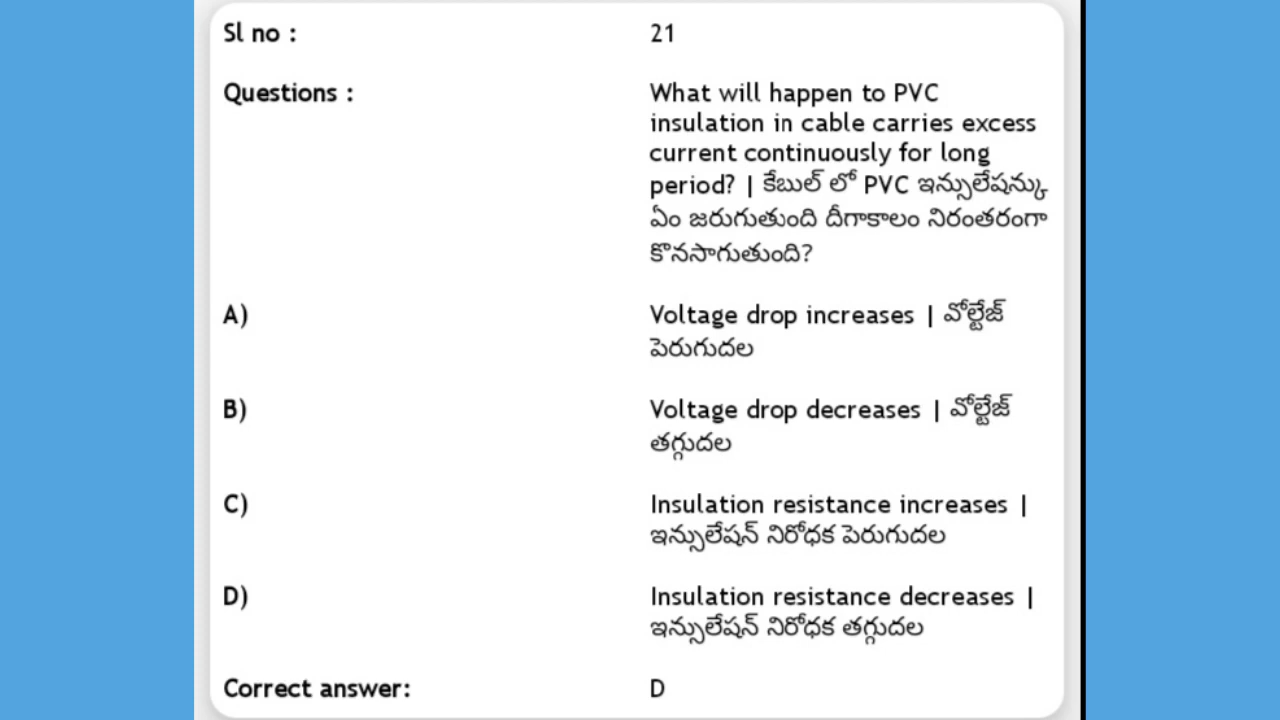 Sl no : 21
Questions : What will happen to PVC
insulation in cable carries excess
current continuously for long
period? | కేబుల్ లో PVC ఇన్సులేషన్కు
ఏం జరుగుతుంది దీగాకాలం నిరంతరంగా
కొనసాగుతుంది?
A) Voltage drop increases | వోల్టేజ్
పెరుగుదల
B) Voltage drop decreases | వోల్టేజ్
తగ్గుదల
C) Insulation resistance increases |
ఇన్సులేషన్ నిరోధక పెరుగుదల
D) Insulation resistance decreases |
ఇన్సులేషన్ నిరోధక తగ్గుదల
Correct answer: D